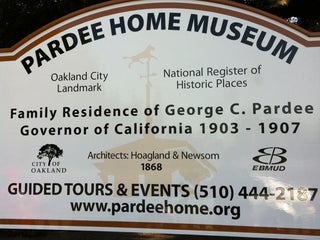 PARDEE HOME MUSEUM
Oakland City
Landmark
National Register of
Historic Places
Family Residence of George C. Pardee
Governor of California 1903 - 1907
CITY OF
OAKLAND
Architects: Hoagland & Newsom
1868
EBMUD
GUIDED TOURS & EVENTS (510) 444-2187
www.pardeehome.org